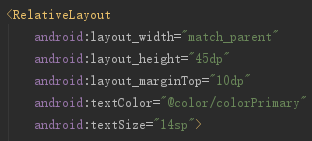 <RelativeLayout
android:layout_width="match_parent"
android:layout_height="45dp"
android:layout_marginTop="10dp"
android:textColor="@color/colorPrimary"
android:textSize="14sp">